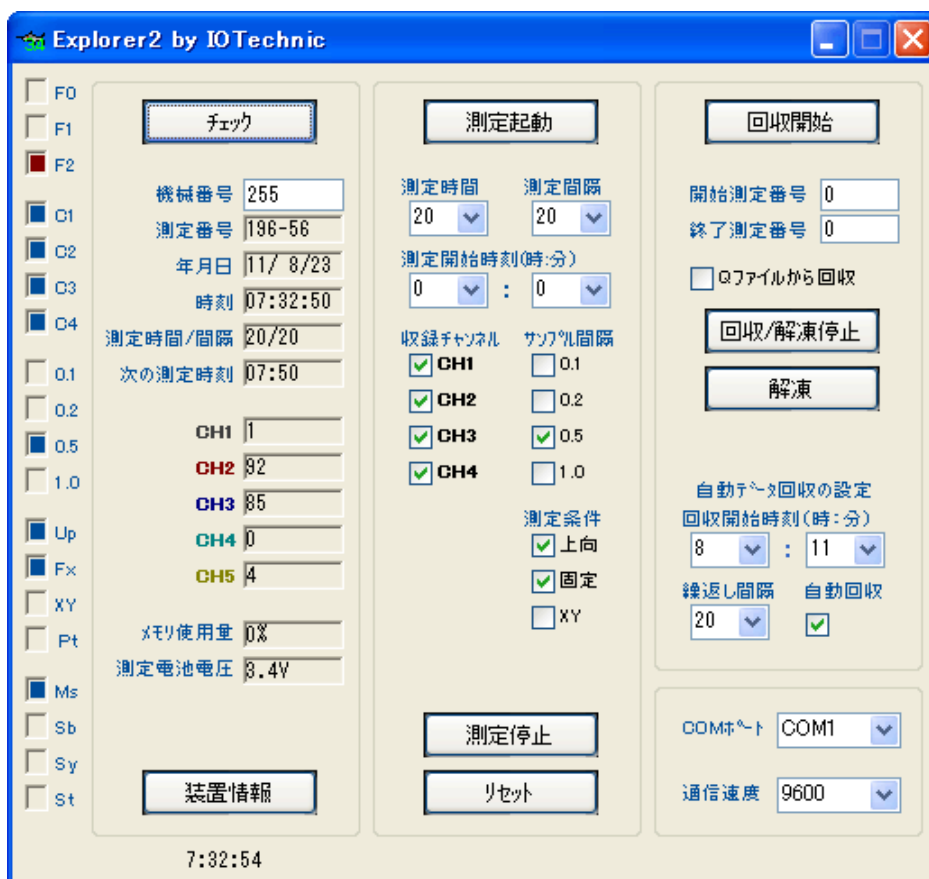 Explorer2 by IOTechnic
F0
F1
F2
C1
C2
C3
C4
0.1
0.2
0.5
1.0
Up
Fx
XY
Pt
Ms
Sb
Sy
St
チェック
機械番号 255
測定番号 196-56
年月日 11/ 8/23
時刻 07:32:50
測定時間/間隔 20/20
次の測定時刻 07:50
CH1 1
CH2 92
CH3 85
CH4 0
CH5 4
メモリ使用量 0%
測定電池電圧 3.4V
装置情報
7:32:54
測定起動
測定時間 測定間隔
20 20
測定開始時刻(時:分)
0 : 0
収録チャンネル サンプル間隔
CH1 0.1
CH2 0.2
CH3 0.5
CH4 1.0
測定条件
上向
固定
XY
測定停止
リセット
回収開始
開始測定番号 0
終了測定番号 0
Qファイルから回収
回収/解凍停止
解凍
自動データ回収の設定
回収開始時刻(時:分)
8 : 11
繰返し間隔 自動回収
20
COMポート COM1
通信速度 9600